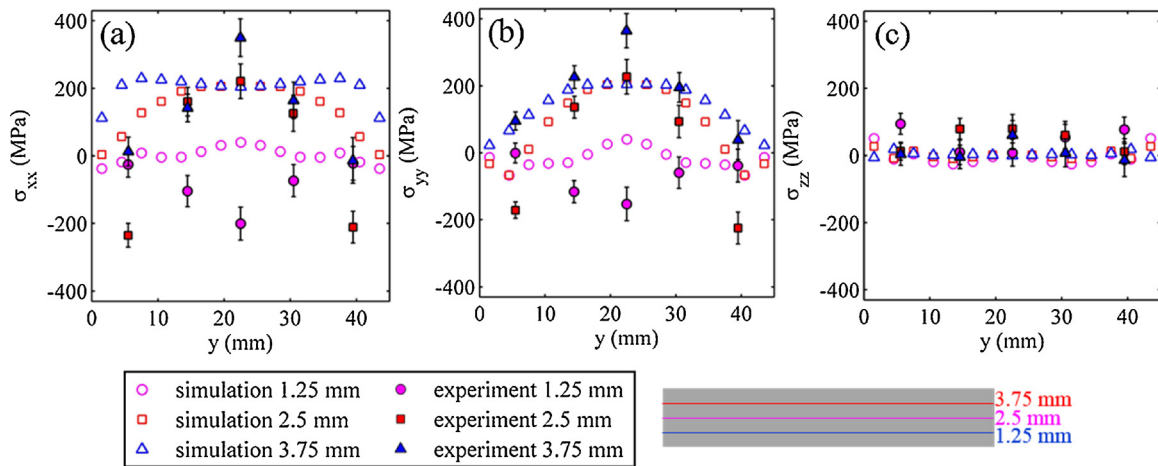 (a)
400
200
0
-200
-400
σxx (MPa)
0 10 20 30 40
y (mm)
(b)
400
200
0
-200
-400
σyy (MPa)
0 10 20 30 40
y (mm)
(c)
400
200
0
-200
-400
σzz (MPa)
0 10 20 30 40
y (mm)
simulation 1.25 mm experiment 1.25 mm
simulation 2.5 mm experiment 2.5 mm
simulation 3.75 mm experiment 3.75 mm
3.75 mm
2.5 mm
1.25 mm